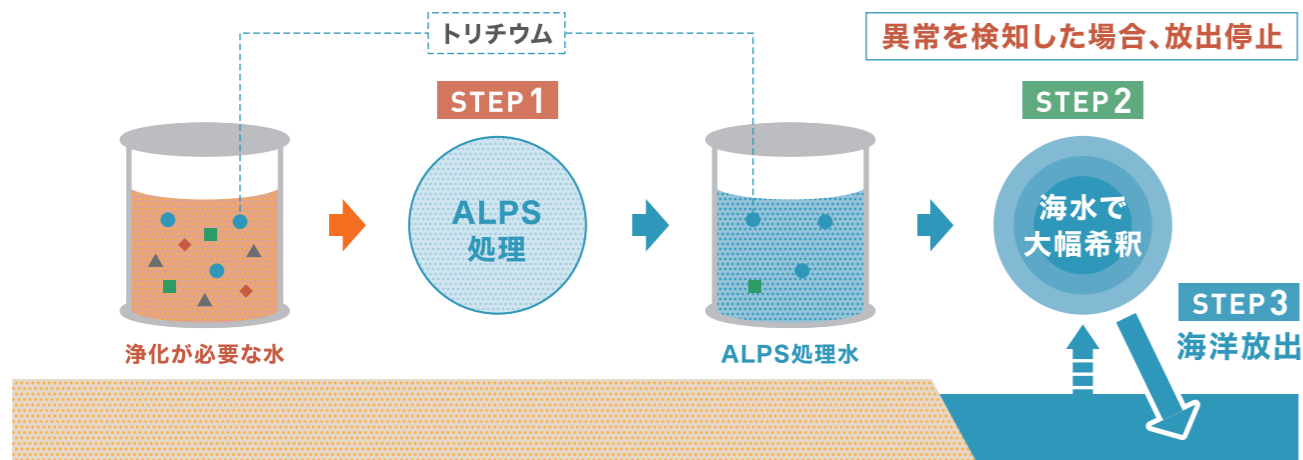 トリチウム
異常を検知した場合、放出停止
STEP 1
STEP 2
ALPS
処理
海水で
大幅希釈
STEP 3
海洋放出
浄化が必要な水
ALPS処理水